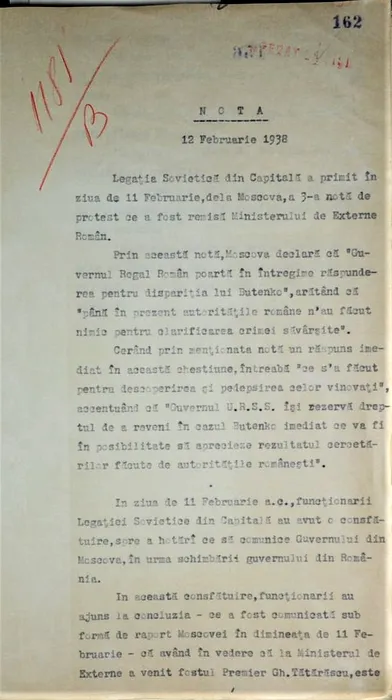 162
1181
B
N O T A
12 Februarie 1938
Legaţia Sovietică din Capitală a primit în
ziua de 11 Februarie,dela Moscova,a 3-a notă de
protest ce a fost remisă Ministerului de Externe
Român.
Prin această notă,Moscova declară că "Gu-
vernul Regal Român poartă în întregime răspunde-
rea pentru dispariţia lui Butenko",arătând că
"până în prezent autorităţile române n'au făcut
nimic pentru clarificarea crimei săvârşite".
Cerând prin menţionata notă un răspuns ime-
diat în această chestiune,întreabă "ce s'a făcut
pentru descoperirea şi pedepsirea celor vinovaţi",
accentuând că "Guvernul U.R.S.S. îşi rezervă drep-
tul de a reveni în cazul Butenko imediat ce va fi
în posibilitate să aprecieze rezultatul cercetă-
rilor făcute de autorităţile româneşti".
In ziua de 11 Februarie a.c.,funcţionarii
Legaţiei Sovietice din Capitală au avut o consfă-
tuire,spre a hotărî ce să comunice Guvernului din
Moscova,în urma schimbării guvernului din Româ-
nia.
In această consfătuire,funcţionarii au
ajuns la concluzia - ce a fost comunicată sub
formă de raport Moscovei în dimineaţa de 11 Fe-
bruarie - că având în vedere că la Ministerul de
Externe a venit fostul Premier Gh.Tătărăscu,este